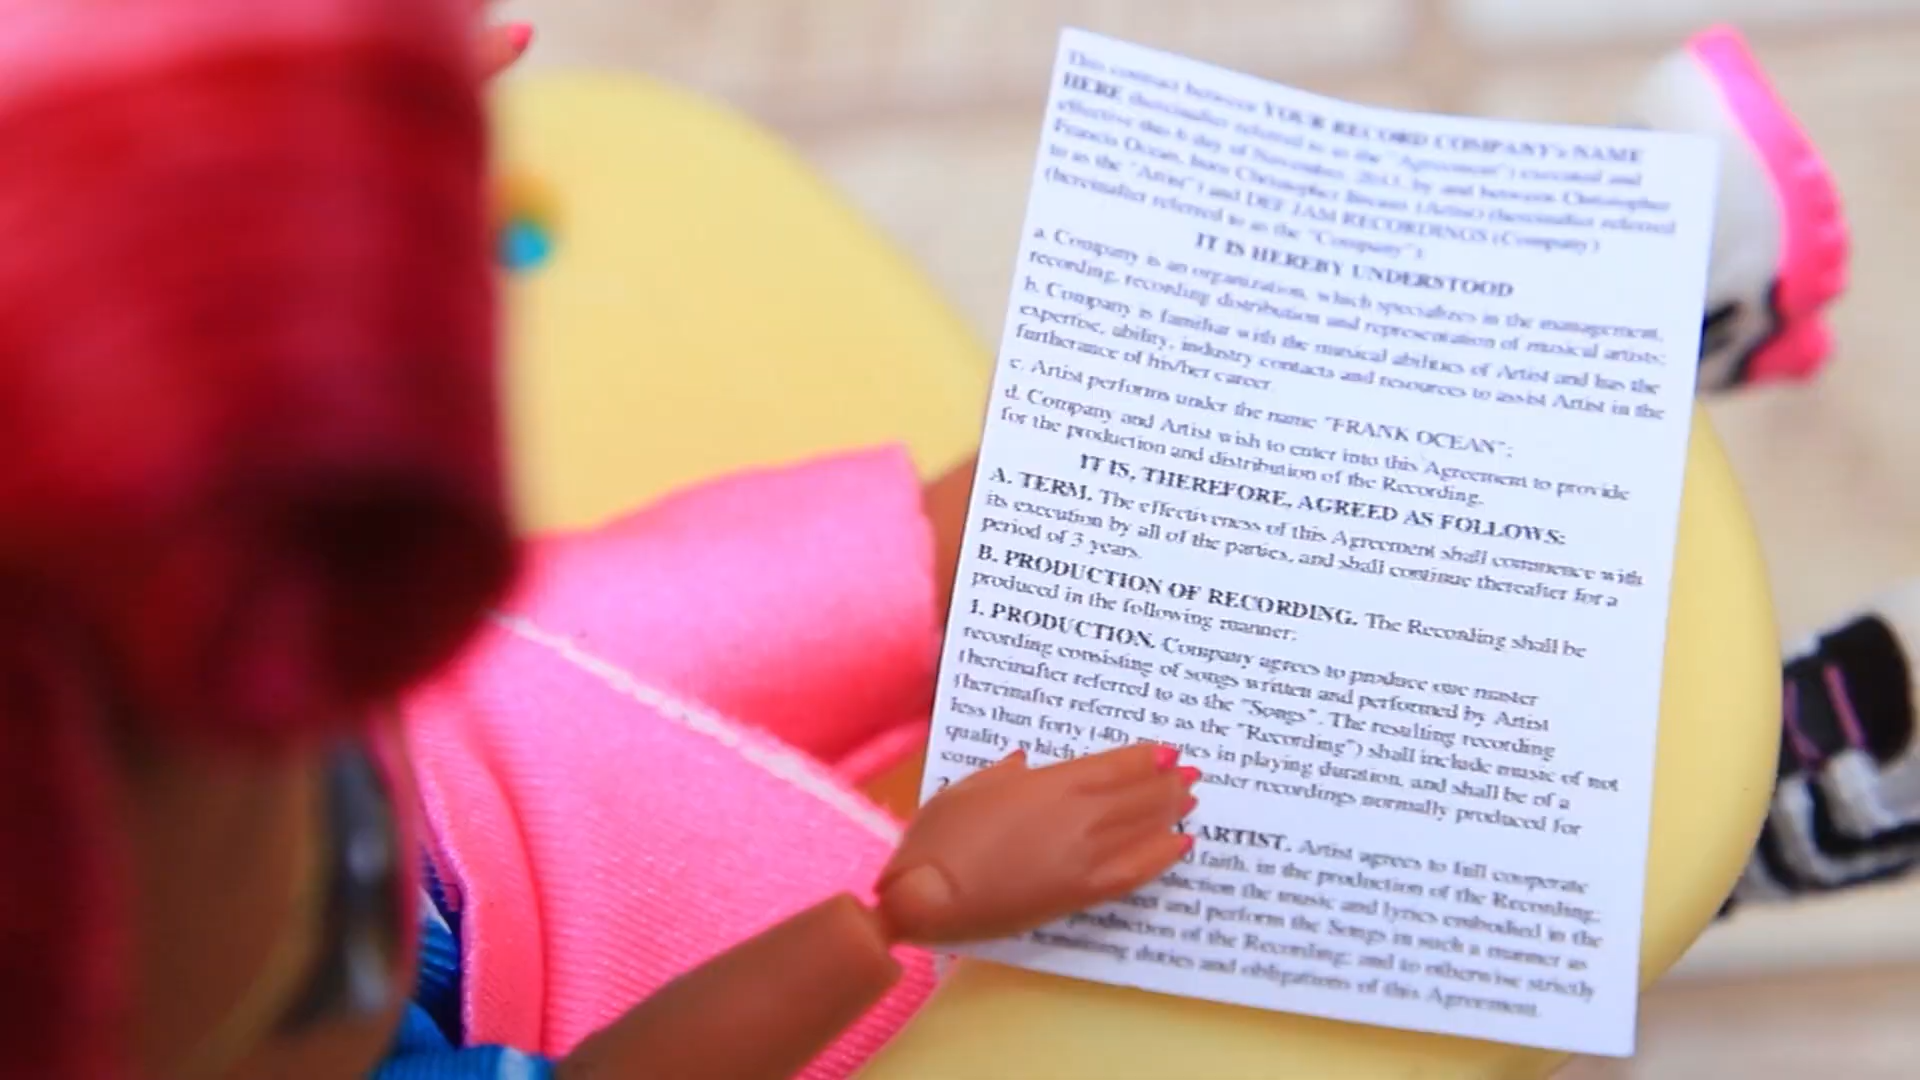 This contract between YOUR RECORD COMPANY's NAME
HERE (hereinafter referred to as the "Agreement") executed and
effective this 6 day of November, 2013, by and between Christopher
Francis Ocean, born Christopher Breaux (Artist) (hereinafter referred
to as the "Artist") and DEF JAM RECORDINGS (Company)
(hereinafter referred to as the "Company")
IT IS HEREBY UNDERSTOOD
a. Company is an organization, which specializes in the management,
recording, recording distribution and representation of musical artists;
b. Company is familiar with the musical abilities of Artist and has the
expertise, ability, industry contacts and resources to assist Artist in the
furtherance of his/her career.
c. Artist performs under the name "FRANK OCEAN";
d. Company and Artist wish to enter into this Agreement to provide
for the production and distribution of the Recording.
IT IS, THEREFORE, AGREED AS FOLLOWS:
A. TERM. The effectiveness of this Agreement shall commence with
its execution by all of the parties, and shall continue thereafter for a
period of 3 years.
B. PRODUCTION OF RECORDING. The Recording shall be
produced in the following manner:
1. PRODUCTION. Company agrees to produce one master
recording consisting of songs written and performed by Artist
(hereinafter referred to as the "Songs". The resulting recording
(hereinafter referred to as the "Recording") shall include music of not
less than forty (40) minutes in playing duration, and shall be of a
quality which master recordings normally produced for
2
ARTIST. Artist agrees to full cooperate
faith, in the production of the Recording;
the music and lyrics embodied in the
and perform the Songs in such a manner as
production of the Recording; and to otherwise strictly
remaining duties and obligations of this Agreement.